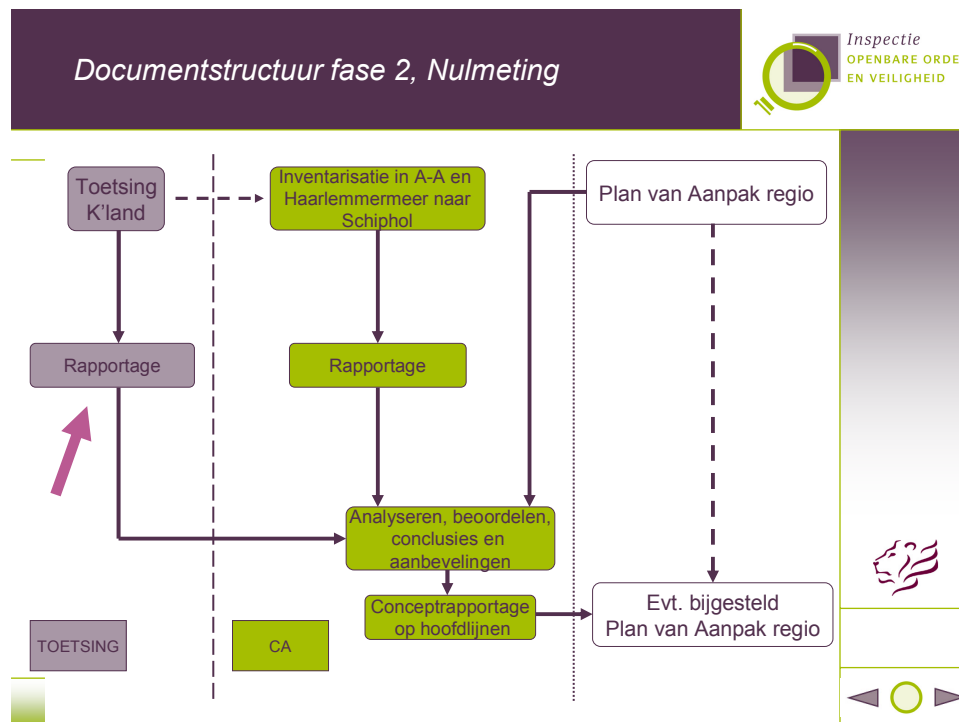 Documentstructuur fase 2, Nulmeting
Inspectie
OPENBARE ORDE
EN VEILIGHEID
Toetsing
K'land
Inventarisatie in A-A en
Haarlemmermeer naar
Schiphol
Plan van Aanpak regio
Rapportage
Rapportage
Analyseren, beoordelen,
conclusies en
aanbevelingen
Conceptrapportage
op hoofdlijnen
Evt. bijgesteld
Plan van Aanpak regio
TOETSING
CA